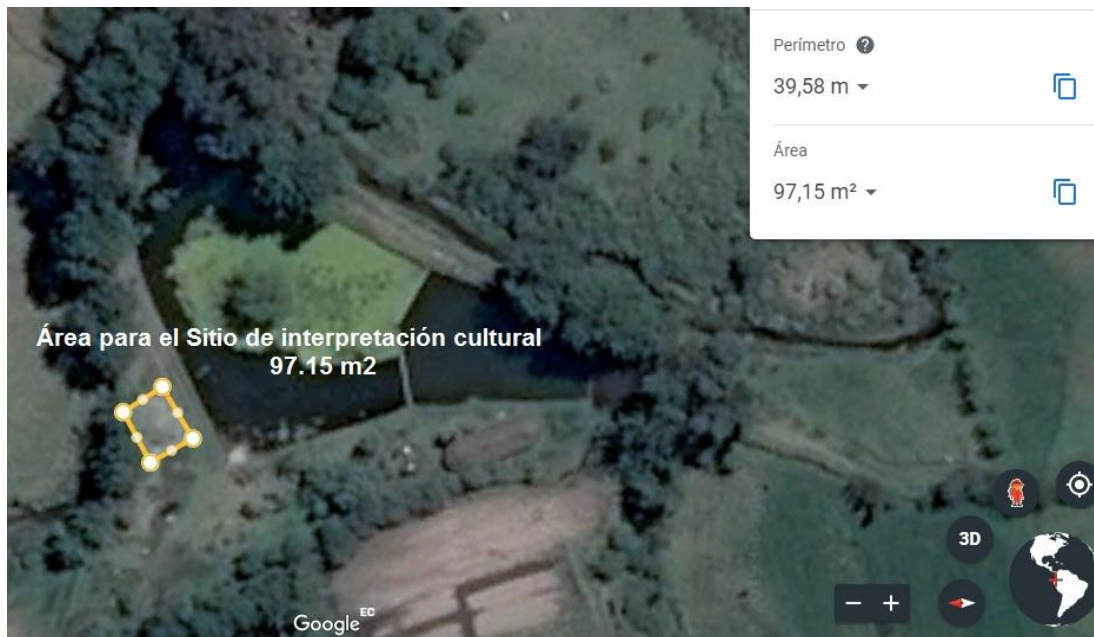 Perímetro ?
39,58 m
Área
97,15 m²
Área para el Sitio de interpretación cultural
97.15 m2
3D
Google EC